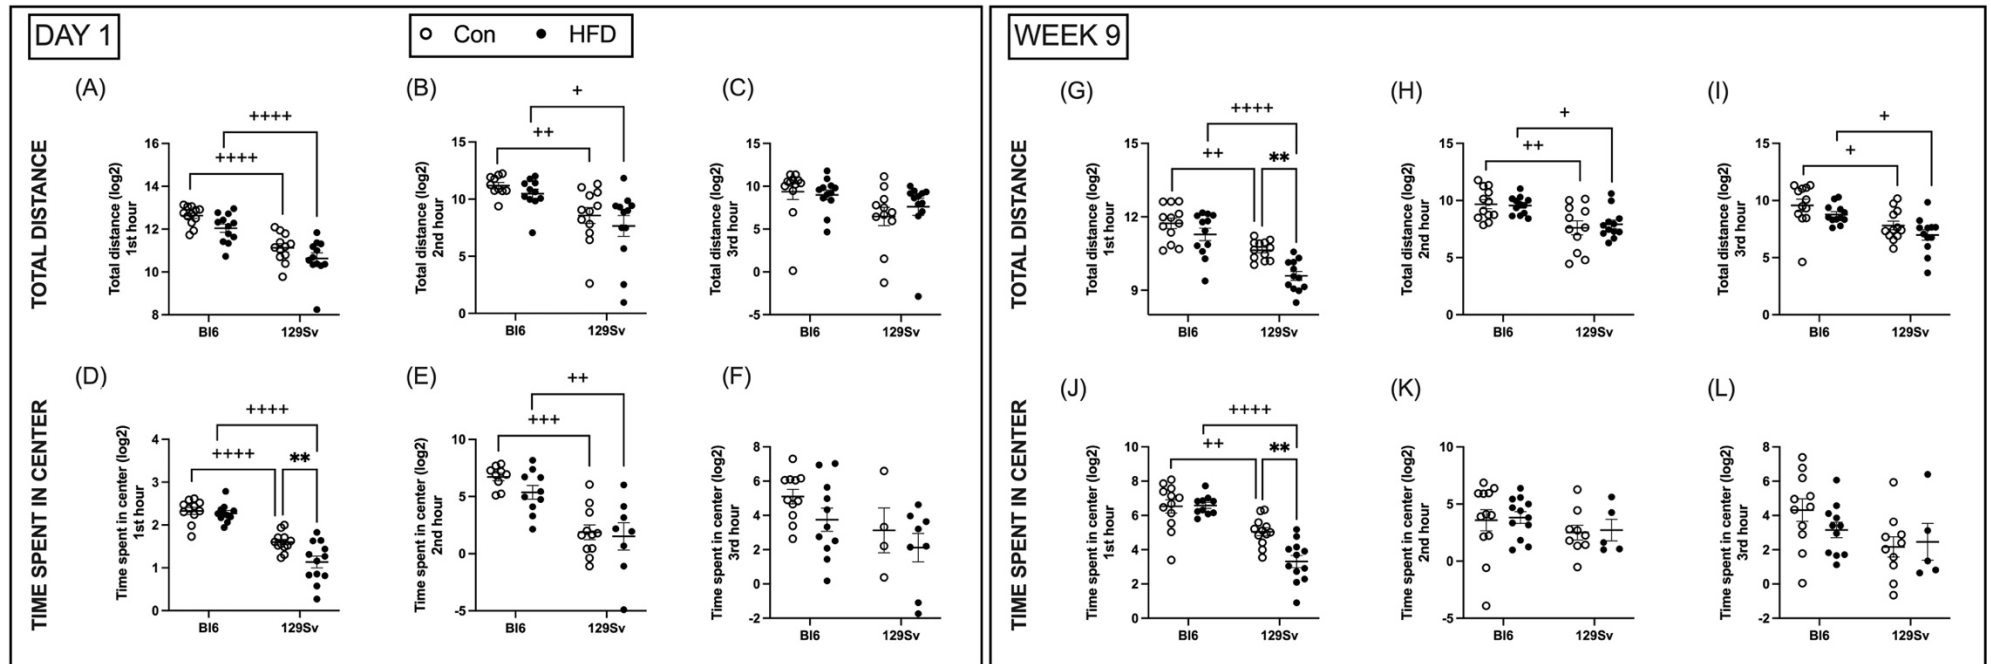 DAY 1
Con HFD
WEEK 9
TOTAL DISTANCE
(A)
++++
++++
Total distance (log2)
1st hour
16
14
12
10
8
Bl6 129Sv
(B)
+
++
Total distance (log2)
2nd hour
15
10
5
0
Bl6 129Sv
(C)
Total distance (log2)
3rd hour
15
10
5
0
-5
Bl6 129Sv
TIME SPENT IN CENTER
(D)
++++
++++
**
Time spent in center (log2)
1st hour
4
3
2
1
0
Bl6 129Sv
(E)
++
+++
Time spent in center (log2)
2nd hour
10
5
0
-5
Bl6 129Sv
(F)
Time spent in center (log2)
3rd hour
8
6
4
2
0
-2
Bl6 129Sv
TOTAL DISTANCE
(G)
++++
++ **
Total distance (log2)
1st hour
15
12
9
Bl6 129Sv
(H)
+
++
Total distance (log2)
2nd hour
15
10
5
0
Bl6 129Sv
(I)
+
+
Total distance (log2)
3rd hour
15
10
5
0
Bl6 129Sv
TIME SPENT IN CENTER
(J)
++++
++ **
Time spent in center (log2)
1st hour
10
8
6
4
2
0
Bl6 129Sv
(K)
Time spent in center (log2)
2nd hour
10
5
0
-5
Bl6 129Sv
(L)
Time spent in center (log2)
3rd hour
8
6
4
2
0
-2
Bl6 129Sv